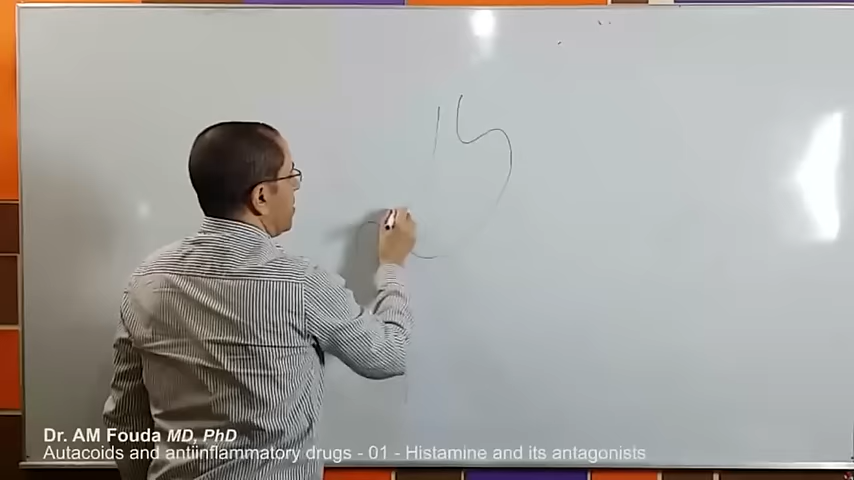 Dr. AM Fouda MD, PhD
Autacoids and antiinflammatory drugs - 01 - Histamine and its antagonists